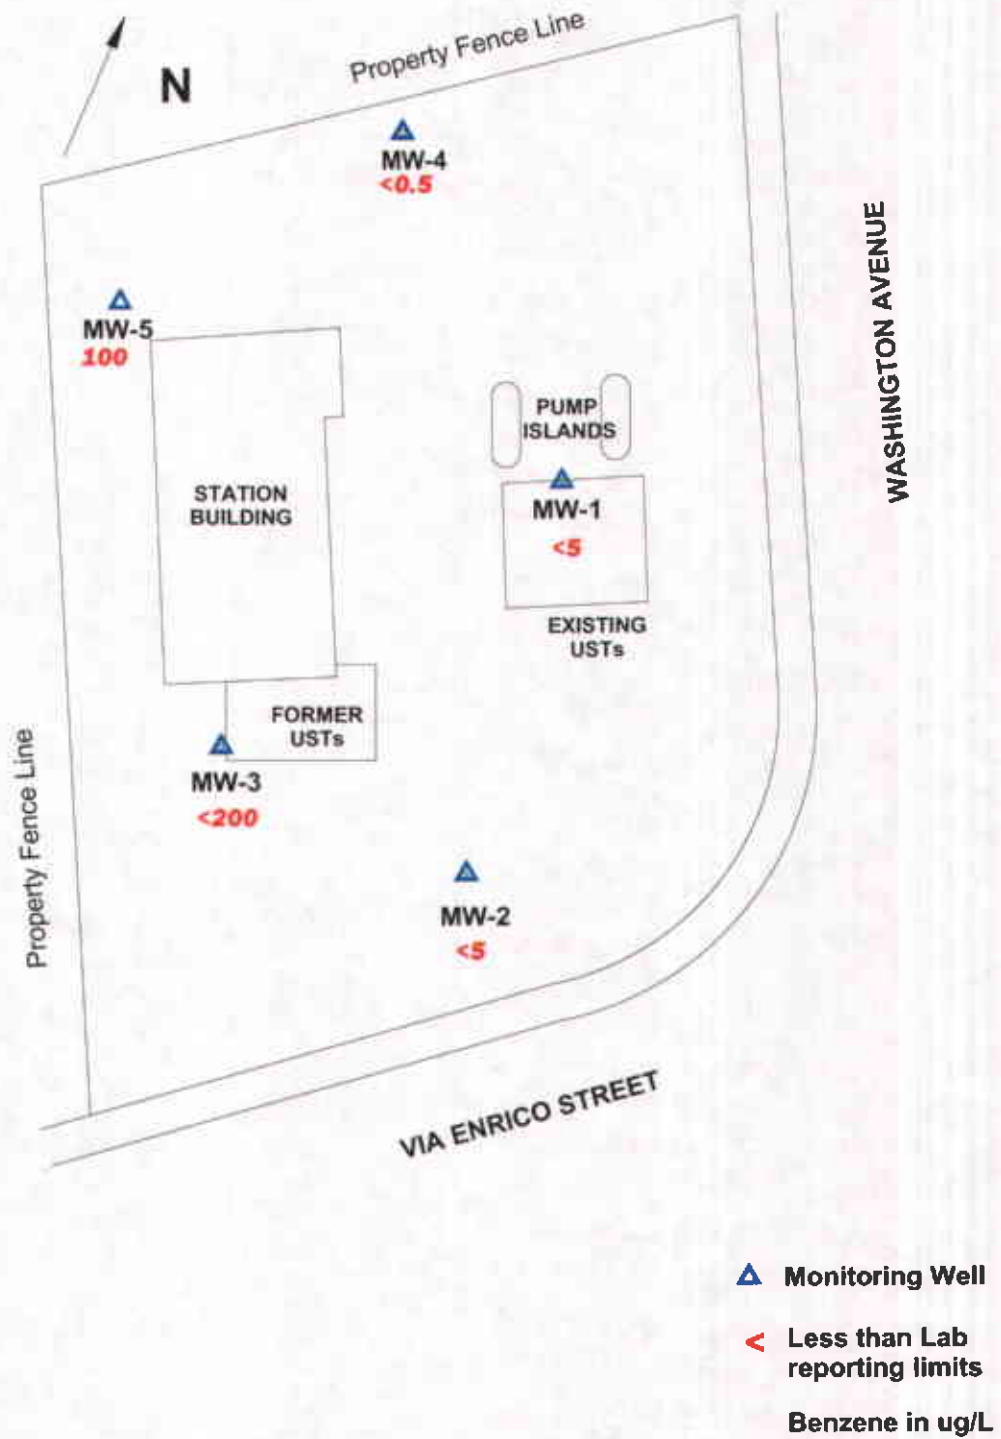 N
Property Fence Line
MW-4
<0.5
MW-5
100
WASHINGTON AVENUE
PUMP
ISLANDS
STATION
BUILDING
MW-1
<5
EXISTING
USTs
FORMER
USTs
MW-3
<200
Property Fence Line
MW-2
<5
VIA ENRICO STREET
Monitoring Well
< Less than Lab
reporting limits
Benzene in ug/L